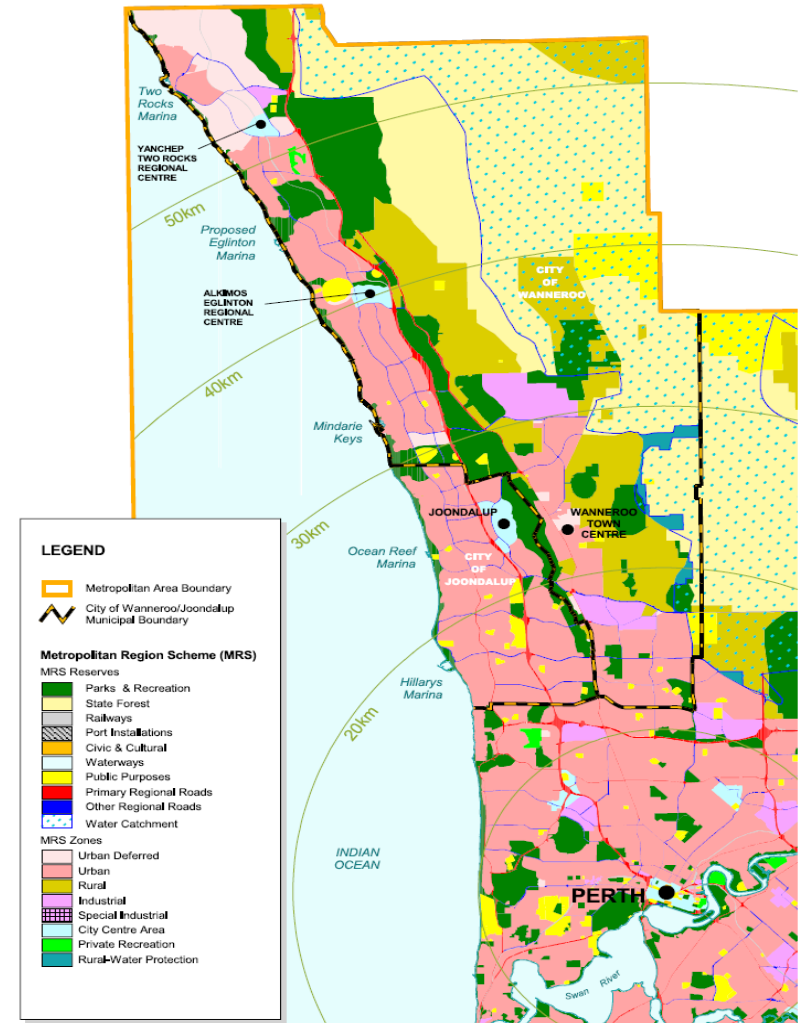 Two
Rocks
Marina
YANCHEP
TWO ROCKS
REGIONAL
CENTRE
50km
Proposed
Eglinton
Marina
CITY
OF
WANNEROO
ALKIMOS
EGLINTON
REGIONAL
CENTRE
40km
Mindarie
Keys
JOONDALUP
WANNEROO
TOWN
CENTRE
30km
Ocean Reef
Marina
CITY
OF
JOONDALUP
Hillarys
Marina
20km
INDIAN
OCEAN
PERTH
Swan River
LEGEND
Metropolitan Area Boundary
City of Wanneroo/Joondalup
Municipal Boundary
Metropolitan Region Scheme (MRS)
MRS Reserves
Parks & Recreation
State Forest
Railways
Port Installations
Civic & Cultural
Waterways
Public Purposes
Primary Regional Roads
Other Regional Roads
Water Catchment
MRS Zones
Urban Deferred
Urban
Rural
Industrial
Special Industrial
City Centre Area
Private Recreation
Rural-Water Protection